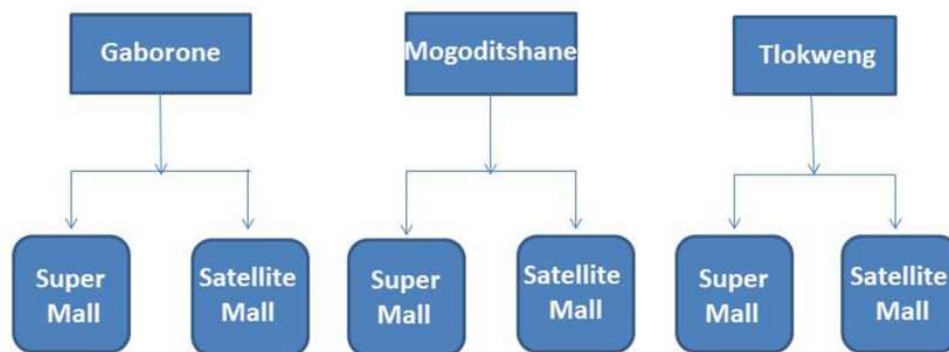 Gaborone
Mogoditshane
Tlokweng
Super
Mall
Satellite
Mall
Super
Mall
Satellite
Mall
Super
Mall
Satellite
Mall